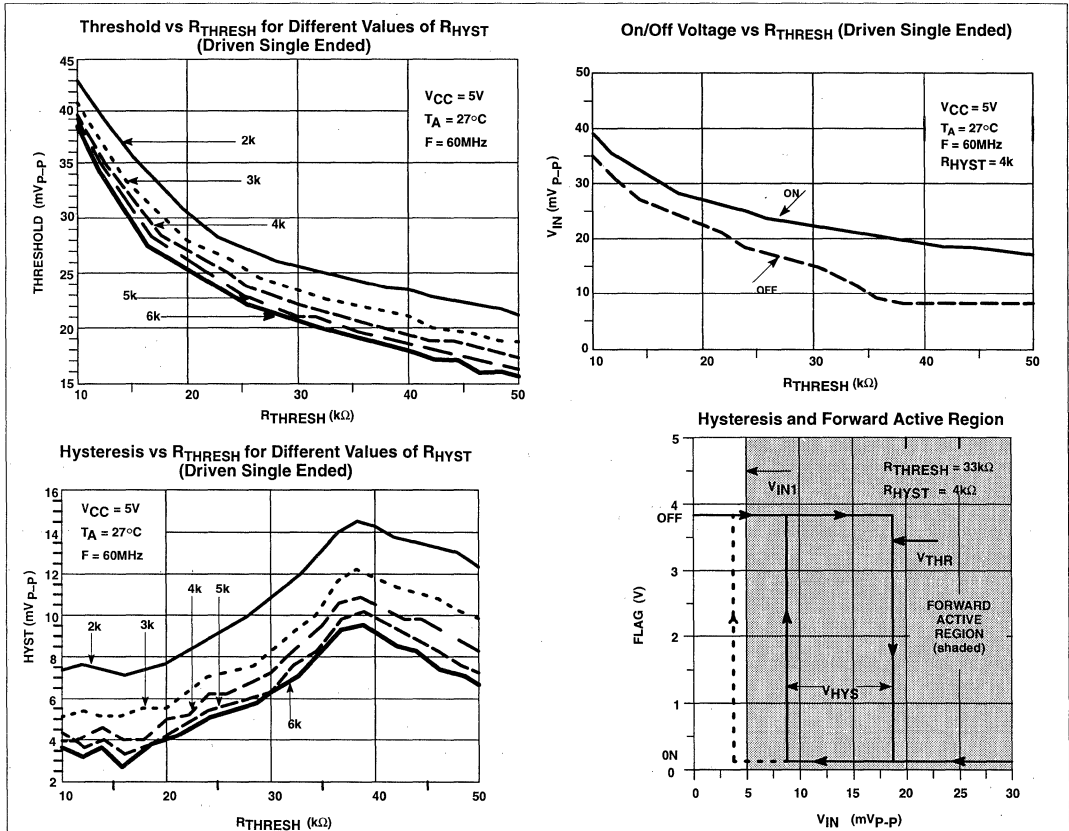 Threshold vs RTHRESH for Different Values of RHYST
(Driven Single Ended)
45
40
35
30
25
20
15
THRESHOLD (mVP–P)
VCC = 5V
TA = 27°C
F = 60MHz
2k
3k
4k
5k
6k
10 20 30 40 50
RTHRESH (kΩ)
On/Off Voltage vs RTHRESH (Driven Single Ended)
50
40
30
20
10
0
VIN (mVP–P)
VCC = 5V
TA = 27°C
F = 60MHz
RHYST = 4k
ON
OFF
10 20 30 40 50
RTHRESH (kΩ)
Hysteresis vs RTHRESH for Different Values of RHYST
(Driven Single Ended)
16
14
12
10
8
6
4
2
HYST (mVP–P)
VCC = 5V
TA = 27°C
F = 60MHz
2k
3k
4k
5k
6k
10 20 30 40 50
RTHRESH (kΩ)
Hysteresis and Forward Active Region
5
OFF
4
3
2
1
0N
0
FLAG (V)
VIN1
RTHRESH = 33kΩ
RHYST = 4kΩ
VTHR
FORWARD
ACTIVE
REGION
(shaded)
VHYS
0 5 10 15 20 25 30
VIN (mVP–P)